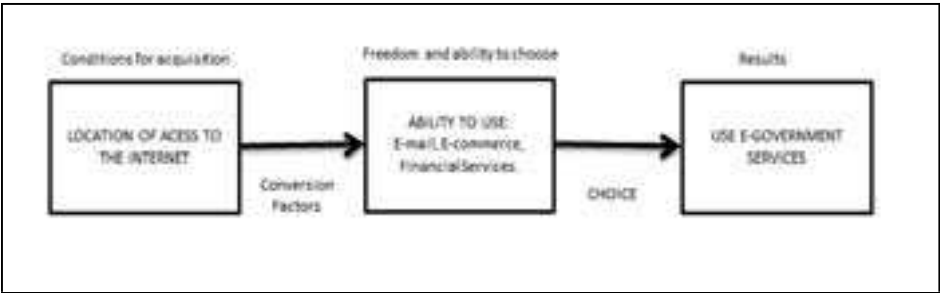 Conditions for acquisition
Freedom and ability to choose
Results
LOCATION OF ACESS TO
THE INTERNET
ABILITY TO USE:
E-mail, E-commerce,
Financial Services.
USE E-GOVERNMENT
SERVICES
Conversion
Factors
CHOICE